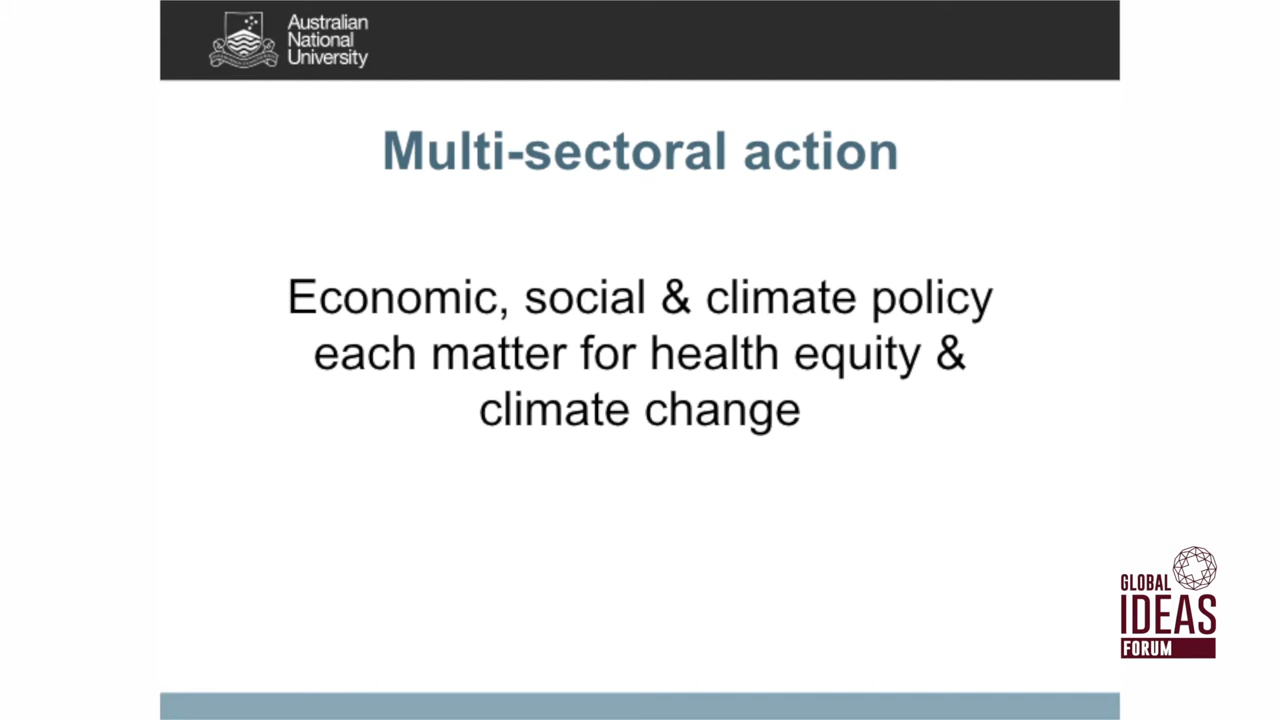 Australian
National
University
Multi-sectoral action
Economic, social & climate policy
each matter for health equity &
climate change
GLOBAL
IDEAS
FORUM